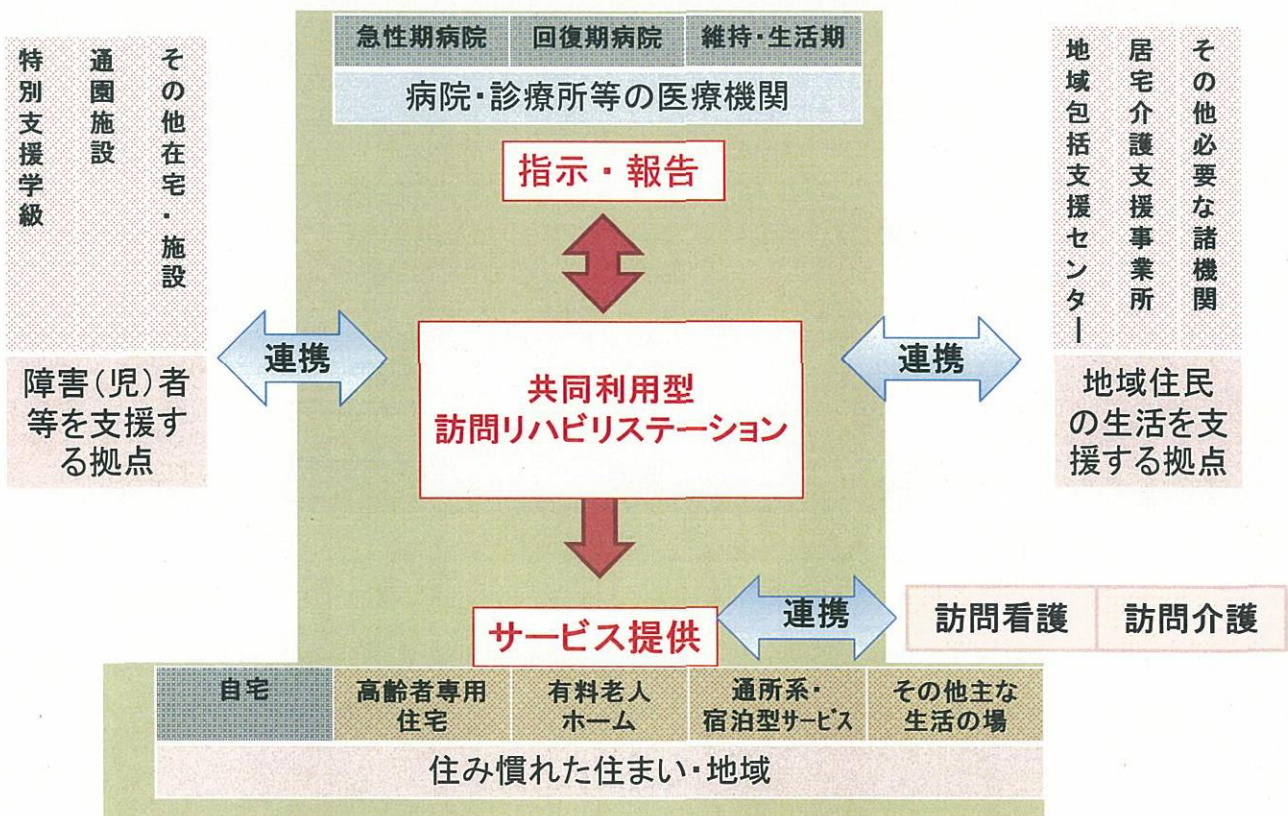 急性期病院
回復期病院
維持・生活期
病院・診療所等の医療機関
特別支援学級
通園施設
その他在宅・施設
障害(児)者
等を支援す
る拠点
地域包括支援センター
居宅介護支援事業所
その他必要な諸機関
地域住民
の生活を支
援する拠点
指示・報告
連携
共同利用型
訪問リハビリステーション
連携
サービス提供
連携
訪問看護
訪問介護
自宅
高齢者専用
住宅
有料老人
ホーム
通所系・
宿泊型サービス
その他主な
生活の場
住み慣れた住まい・地域